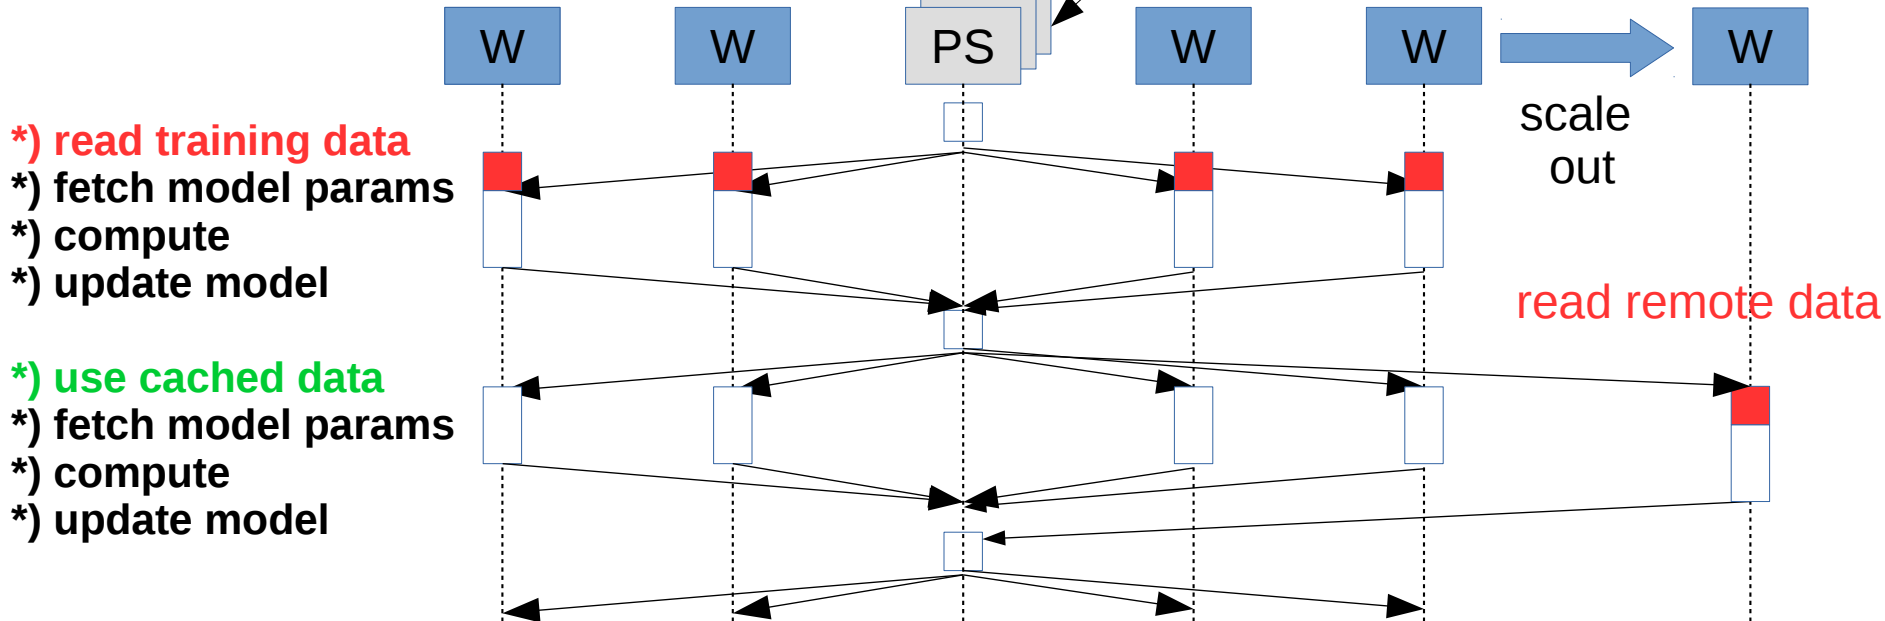 W W PS W W W
scale
out
*) read training data
*) fetch model params
*) compute
*) update model
read remote data
*) use cached data
*) fetch model params
*) compute
*) update model